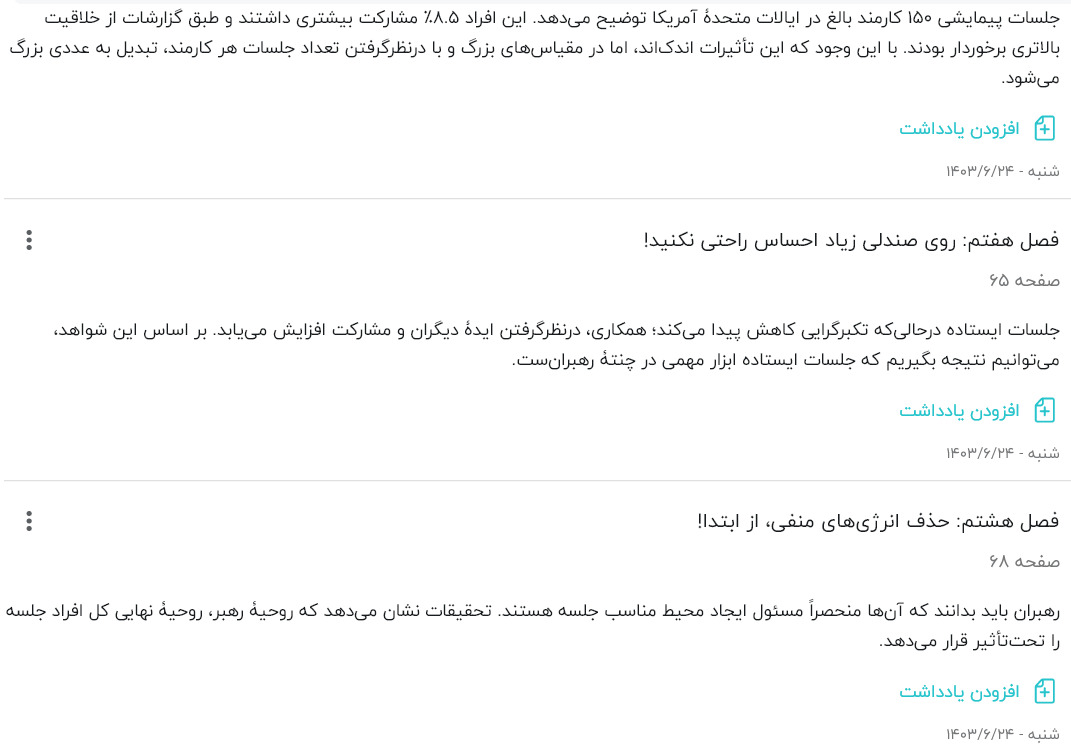 جلسات پیمایشی ۱۵۰ کارمند بالغ در ایالات متحدهٔ آمریکا توضیح می‌دهد. این افراد ۸.۵٪ مشارکت بیشتری داشتند و طبق گزارشات از خلاقیت
بالاتری برخوردار بودند. با این وجود که این تأثیرات اندک‌اند، اما در مقیاس‌های بزرگ و با درنظرگرفتن تعداد جلسات هر کارمند، تبدیل به عددی بزرگ
می‌شود.
افزودن یادداشت
شنبه - ۱۴۰۳/۶/۲۴
فصل هفتم: روی صندلی زیاد احساس راحتی نکنید!
صفحه ۶۵
جلسات ایستاده درحالی‌که تکبرگرایی کاهش پیدا می‌کند؛ همکاری، درنظرگرفتن ایدهٔ دیگران و مشارکت افزایش می‌یابد. بر اساس این شواهد،
می‌توانیم نتیجه بگیریم که جلسات ایستاده ابزار مهمی در چنتهٔ رهبران‌ست.
افزودن یادداشت
شنبه - ۱۴۰۳/۶/۲۴
فصل هشتم: حذف انرژی‌های منفی، از ابتدا!
صفحه ۶۸
رهبران باید بدانند که آن‌ها منحصراً مسئول ایجاد محیط مناسب جلسه هستند. تحقیقات نشان می‌دهد که روحیهٔ رهبر، روحیهٔ نهایی کل افراد جلسه
را تحت‌تأثیر قرار می‌دهد.
افزودن یادداشت
شنبه - ۱۴۰۳/۶/۲۴